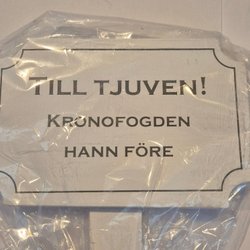 TILL TJUVEN!
KRONOFOGDEN
HANN FÖRE